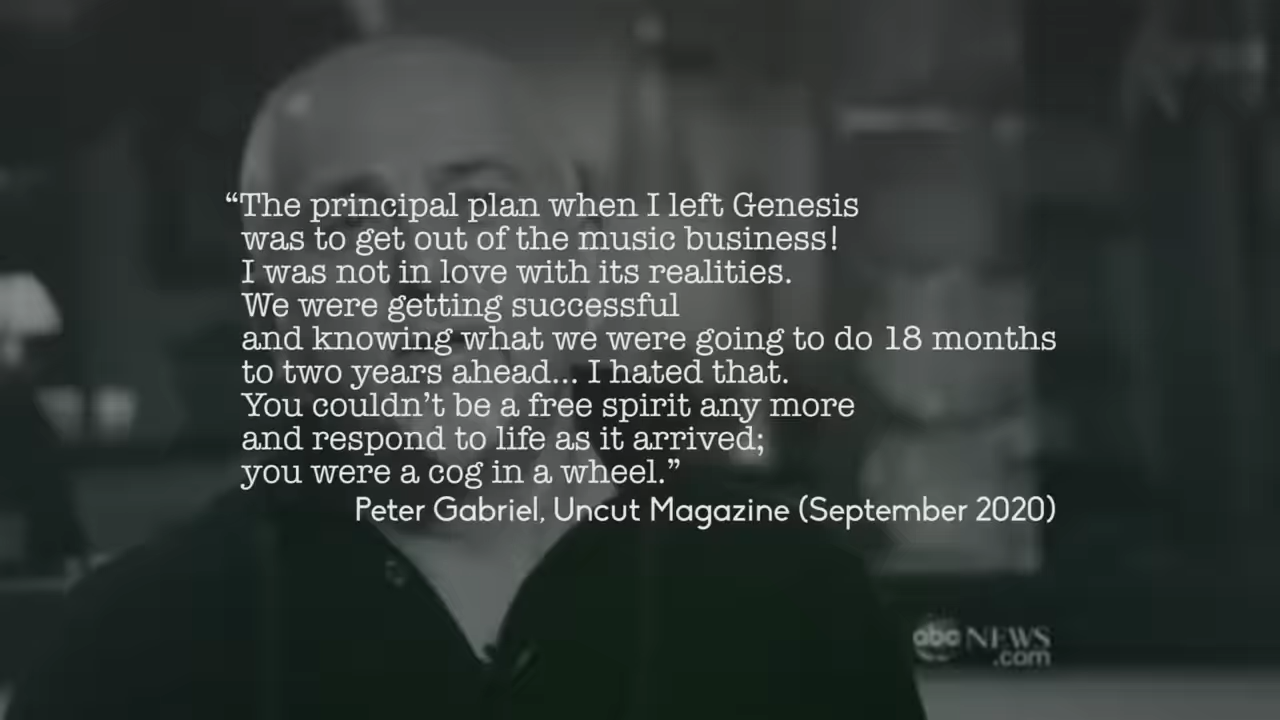 “The principal plan when I left Genesis
was to get out of the music business!
I was not in love with its realities.
We were getting successful
and knowing what we were going to do 18 months
to two years ahead... I hated that.
You couldn’t be a free spirit any more
and respond to life as it arrived;
you were a cog in a wheel.”
Peter Gabriel, Uncut Magazine (September 2020)
abc NEWS
.com